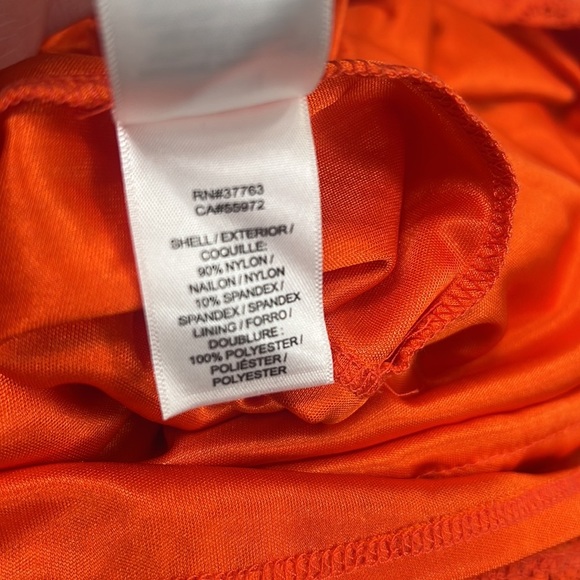 RN#37763
CA#55972
SHELL / EXTERIOR /
COQUILLE:
90% NYLON /
NAILON / NYLON
10% SPANDEX /
SPANDEX / SPANDEX
LINING / FORRO /
DOUBLURE :
100% POLYESTER /
POLIÉSTER /
POLYESTER